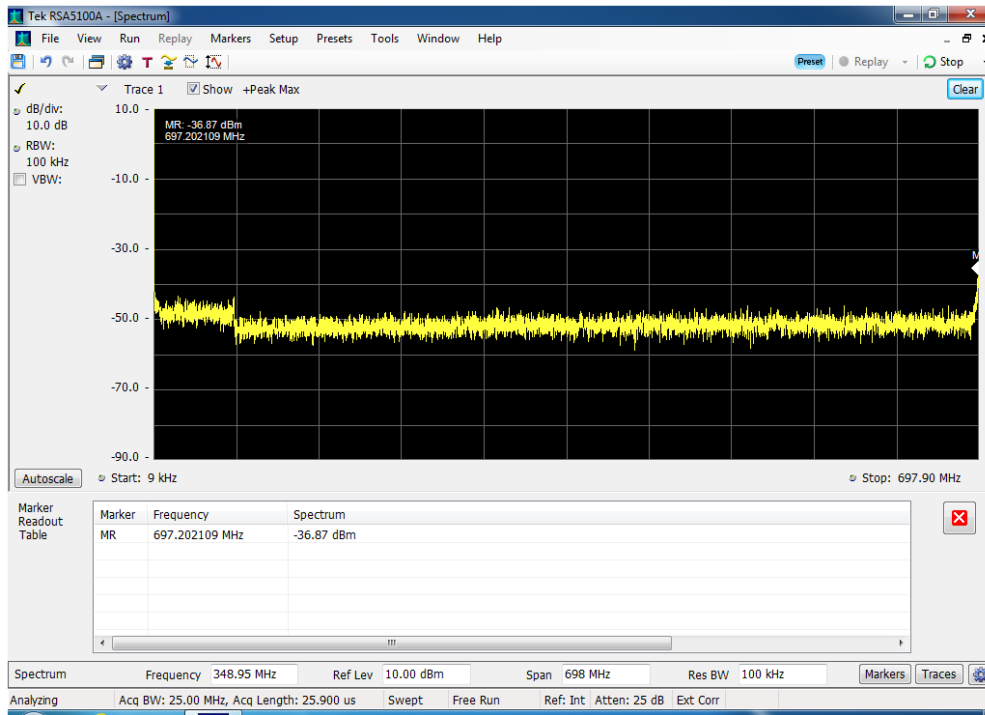 Tek RSA5100A - [Spectrum]
File View Run Replay Markers Setup Presets Tools Window Help
T Preset Replay Stop
Trace 1 Show +Peak Max Clear
dB/div: 10.0
10.0 dB
MR: -36.87 dBm
697.202109 MHz
RBW:
100 kHz
VBW: -10.0
-30.0
M
-50.0
-70.0
-90.0
Autoscale Start: 9 kHz Stop: 697.90 MHz
Marker
Readout
Table
Marker Frequency Spectrum
MR 697.202109 MHz -36.87 dBm
Spectrum Frequency 348.95 MHz Ref Lev 10.00 dBm Span 698 MHz Res BW 100 kHz Markers Traces
Analyzing Acq BW: 25.00 MHz, Acq Length: 25.900 us Swept Free Run Ref: Int Atten: 25 dB Ext Corr